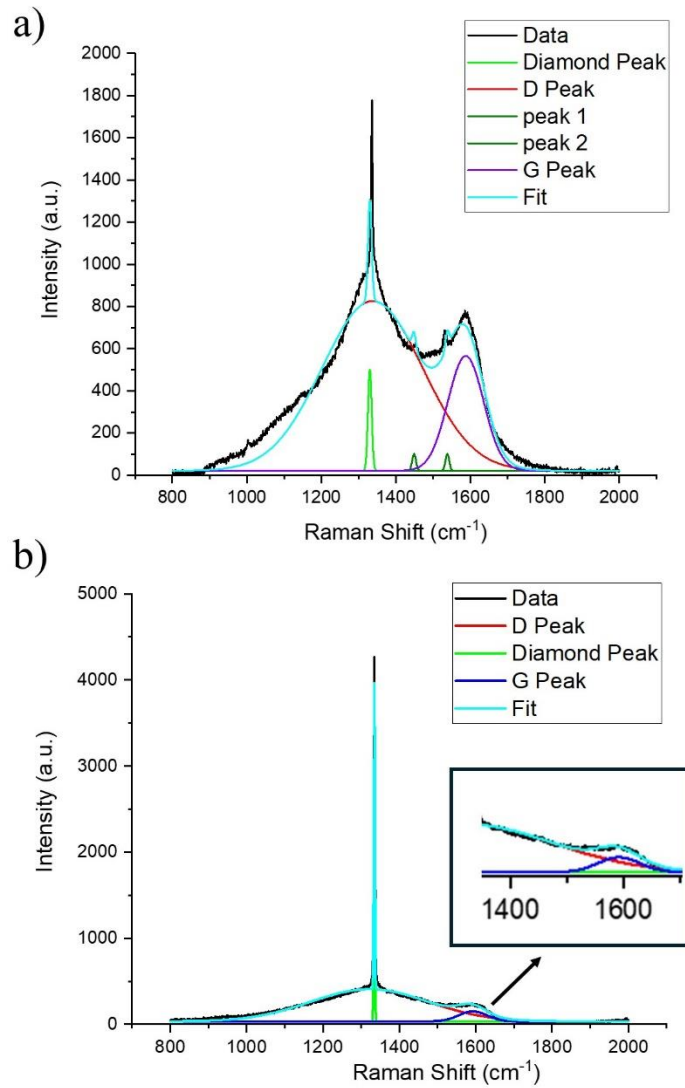 a)
2000
1800
1600
1400
1200
1000
800
600
400
200
0
Intensity (a.u.)
Data
Diamond Peak
D Peak
peak 1
peak 2
G Peak
Fit
800 1000 1200 1400 1600 1800 2000
Raman Shift (cm⁻¹)
b)
5000
4000
3000
2000
1000
0
Intensity (a.u.)
Data
D Peak
Diamond Peak
G Peak
Fit
1400 1600
800 1000 1200 1400 1600 1800 2000
Raman Shift (cm⁻¹)